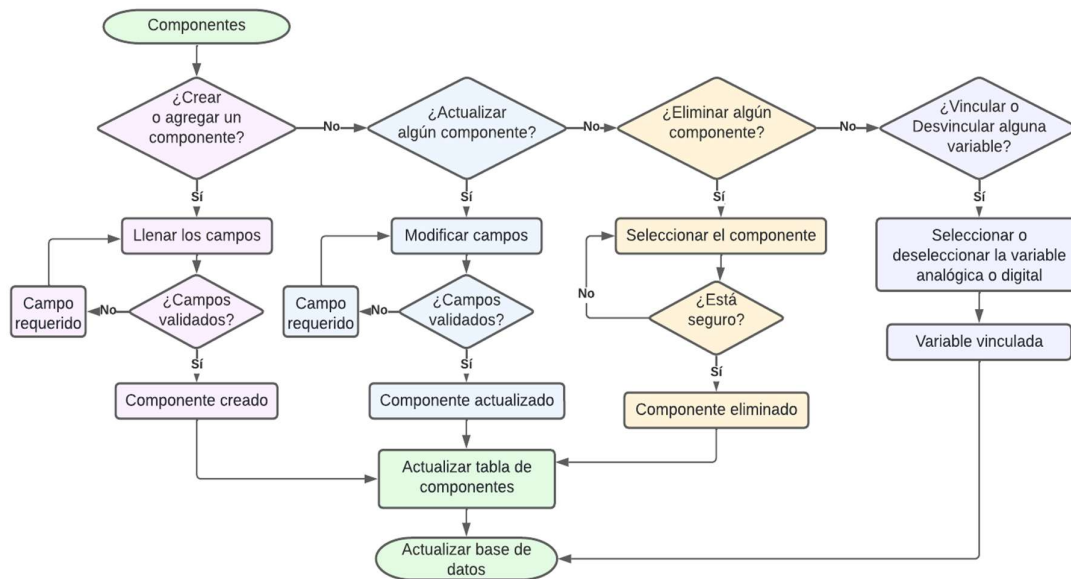 Componentes
¿Crear
o agregar un
componente?
No
¿Actualizar
algún componente?
No
¿Eliminar algún
componente?
No
¿Vincular o
Desvincular alguna
variable?
Sí
Sí
Sí
Sí
Llenar los campos
Modificar campos
Seleccionar el componente
Seleccionar o
deseleccionar la variable
analógica o digital
Campo
requerido
No
¿Campos
validados?
Campo
requerido
No
¿Campos
validados?
No
¿Está
seguro?
Variable vinculada
Sí
Sí
Sí
Componente creado
Componente actualizado
Componente eliminado
Actualizar tabla de
componentes
Actualizar base de
datos